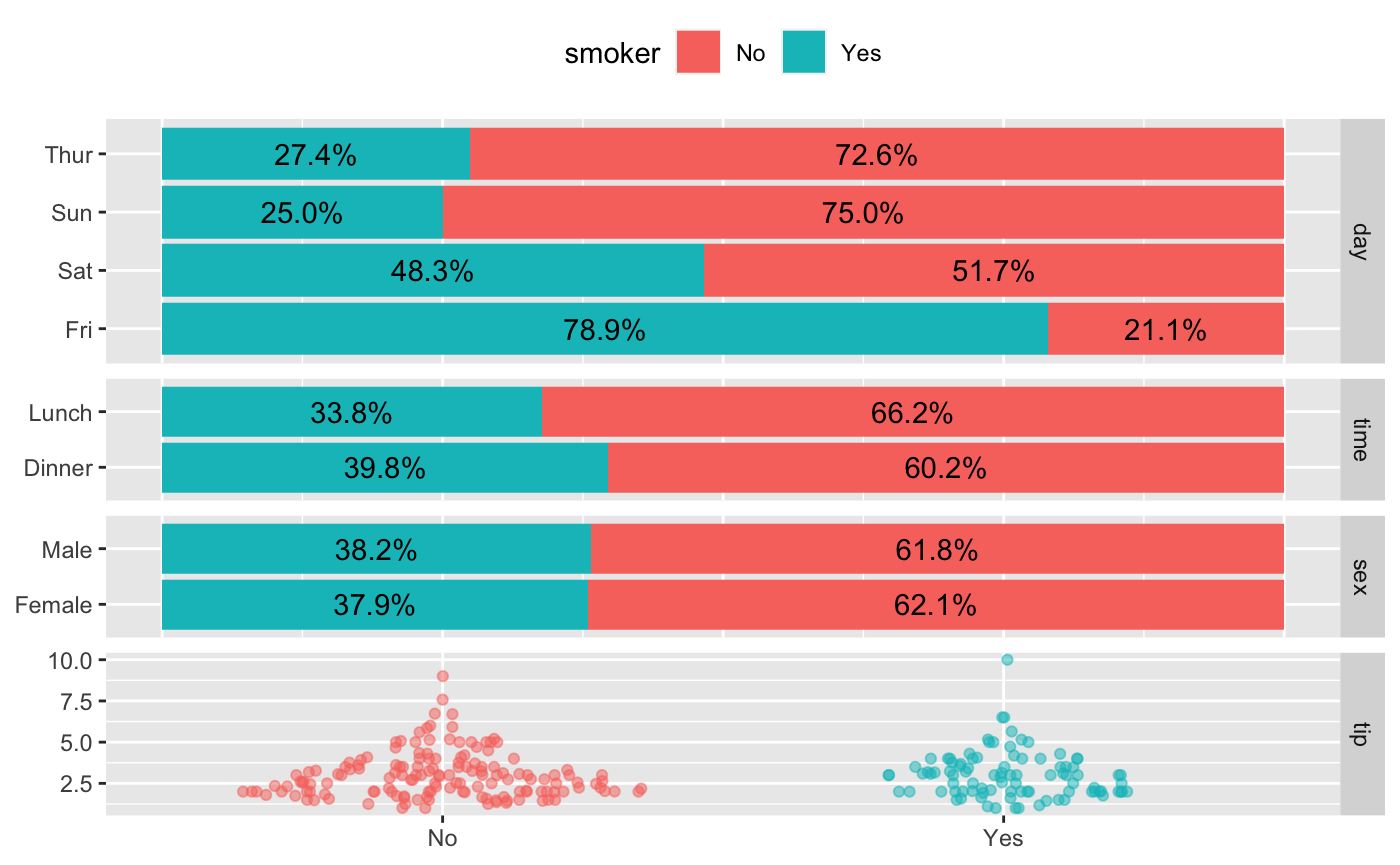 smoker No Yes
Thur 27.4% 72.6%
Sun 25.0% 75.0%
Sat 48.3% 51.7%
Fri 78.9% 21.1%
day
Lunch 33.8% 66.2%
Dinner 39.8% 60.2%
time
Male 38.2% 61.8%
Female 37.9% 62.1%
sex
10.0
7.5
5.0
2.5
tip
No Yes